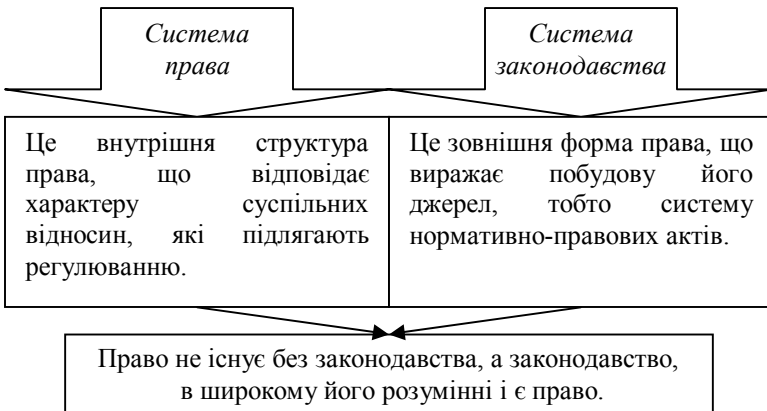 Система
права
Система
законодавства
Це внутрішня структура
права, що відповідає
характеру суспільних
відносин, які підлягають
регулюванню.
Це зовнішня форма права, що
виражає побудову його
джерел, тобто систему
нормативно-правових актів.
Право не існує без законодавства, а законодавство,
в широкому його розумінні і є право.